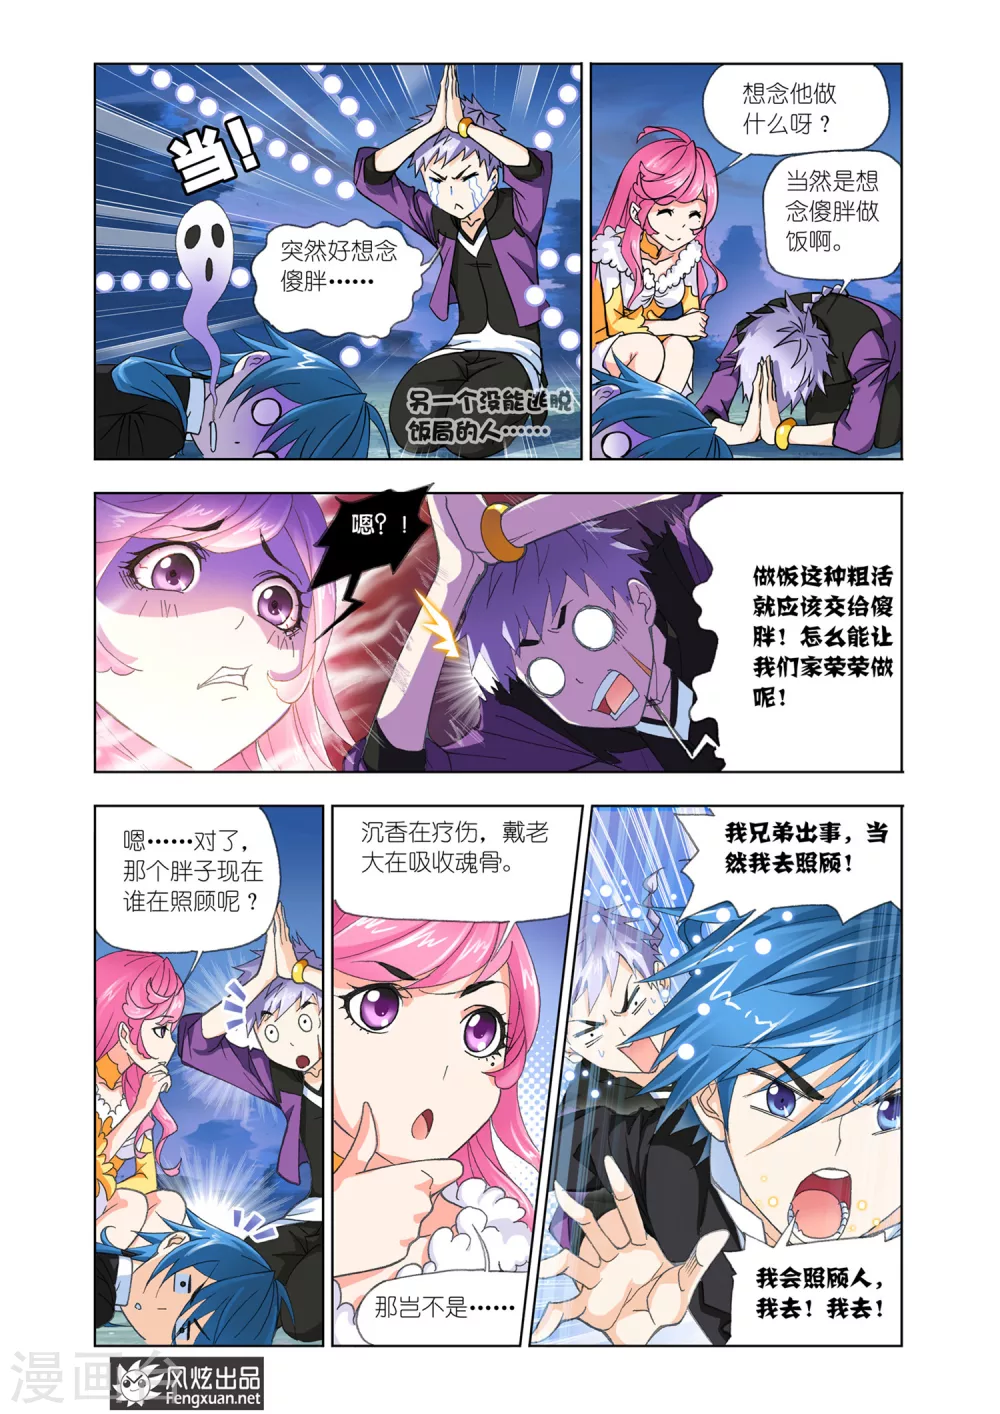 当!
突然好想念
傻胖……
另一个没能逃脱
饭局的人……
想念他做
什么呀？
当然是想
念傻胖做
饭啊。
嗯?！
做饭这种粗活
就应该交给傻
胖！怎么能让
我们家荣荣做
呢！
嗯……对了，
那个胖子现在
谁在照顾呢？
沉香在疗伤，戴老
大在吸收魂骨。
那岂不是……
我兄弟出事，当
然我去照顾！
我会照顾人，
我去！我去！
漫画台
风炫出品
Fengxuan.net